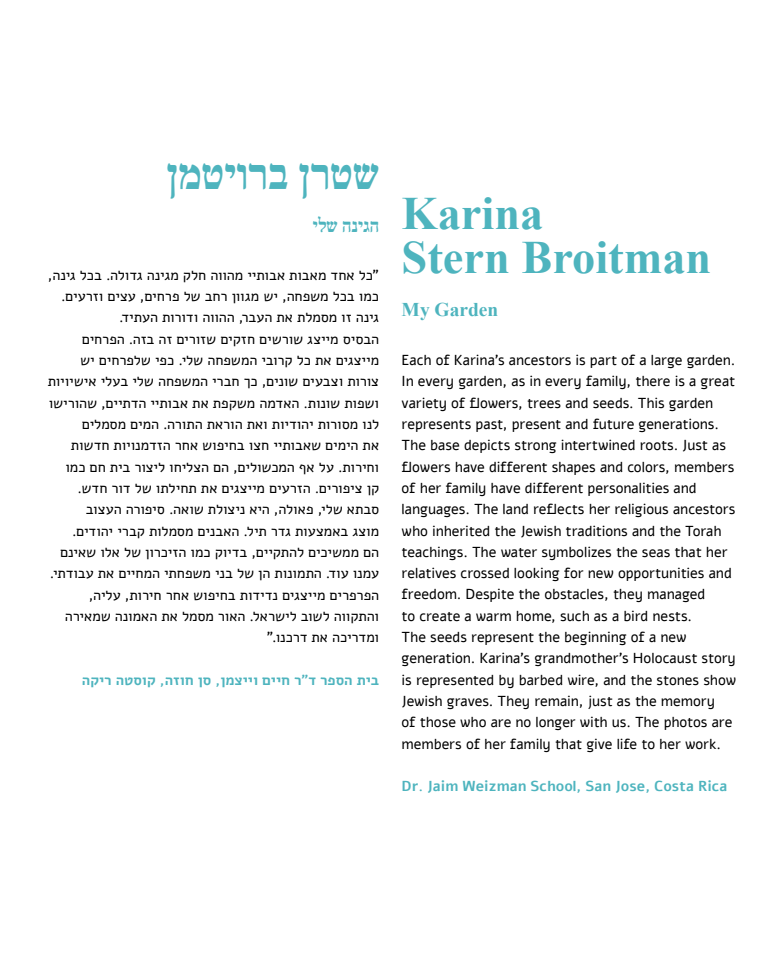 שטרן ברויטמן
הגינה שלי
"כל אחד מאבות אבותיי מהווה חלק מגינה גדולה. בכל גינה,
כמו בכל משפחה, יש מגוון רחב של פרחים, עצים וזרעים.
גינה זו מסמלת את העבר, ההווה ודורות העתיד.
הבסיס מייצג שורשים חזקים שזורים זה בזה. הפרחים
מייצגים את כל קרובי המשפחה שלי. כפי שלפרחים יש
צורות וצבעים שונים, כך חברי המשפחה שלי בעלי אישיויות
ושפות שונות. האדמה משקפת את אבותיי הדתיים, שהורישו
לנו מסורות יהודיות ואת הוראת התורה. המים מסמלים
את הימים שאבותיי חצו בחיפוש אחר הזדמנויות חדשות
וחירות. על אף המכשולים, הם הצליחו ליצור בית חם כמו
קן ציפורים. הזרעים מייצגים את תחילתו של דור חדש.
סבתא שלי, פאולה, היא ניצולת שואה. סיפורה העצוב
מוצג באמצעות גדר תיל. האבנים מסמלות קברי יהודים.
הם ממשיכים להתקיים, בדיוק כמו הזיכרון של אלו שאינם
עמנו עוד. התמונות הן של בני משפחתי המחיים את עבודתי.
הפרפרים מייצגים נדידות בחיפוש אחר חירות, עליה,
והתקווה לשוב לישראל. האור מסמל את האמונה שמאירה
ומדריכה את דרכנו."
בית הספר ד"ר חיים וייצמן, סן חוזה, קוסטה ריקה
Karina
Stern Broitman
My Garden
Each of Karina's ancestors is part of a large garden.
In every garden, as in every family, there is a great
variety of flowers, trees and seeds. This garden
represents past, present and future generations.
The base depicts strong intertwined roots. Just as
flowers have different shapes and colors, members
of her family have different personalities and
languages. The land reflects her religious ancestors
who inherited the Jewish traditions and the Torah
teachings. The water symbolizes the seas that her
relatives crossed looking for new opportunities and
freedom. Despite the obstacles, they managed
to create a warm home, such as a bird nests.
The seeds represent the beginning of a new
generation. Karina's grandmother's Holocaust story
is represented by barbed wire, and the stones show
Jewish graves. They remain, just as the memory
of those who are no longer with us. The photos are
members of her family that give life to her work.
Dr. Jaim Weizman School, San Jose, Costa Rica